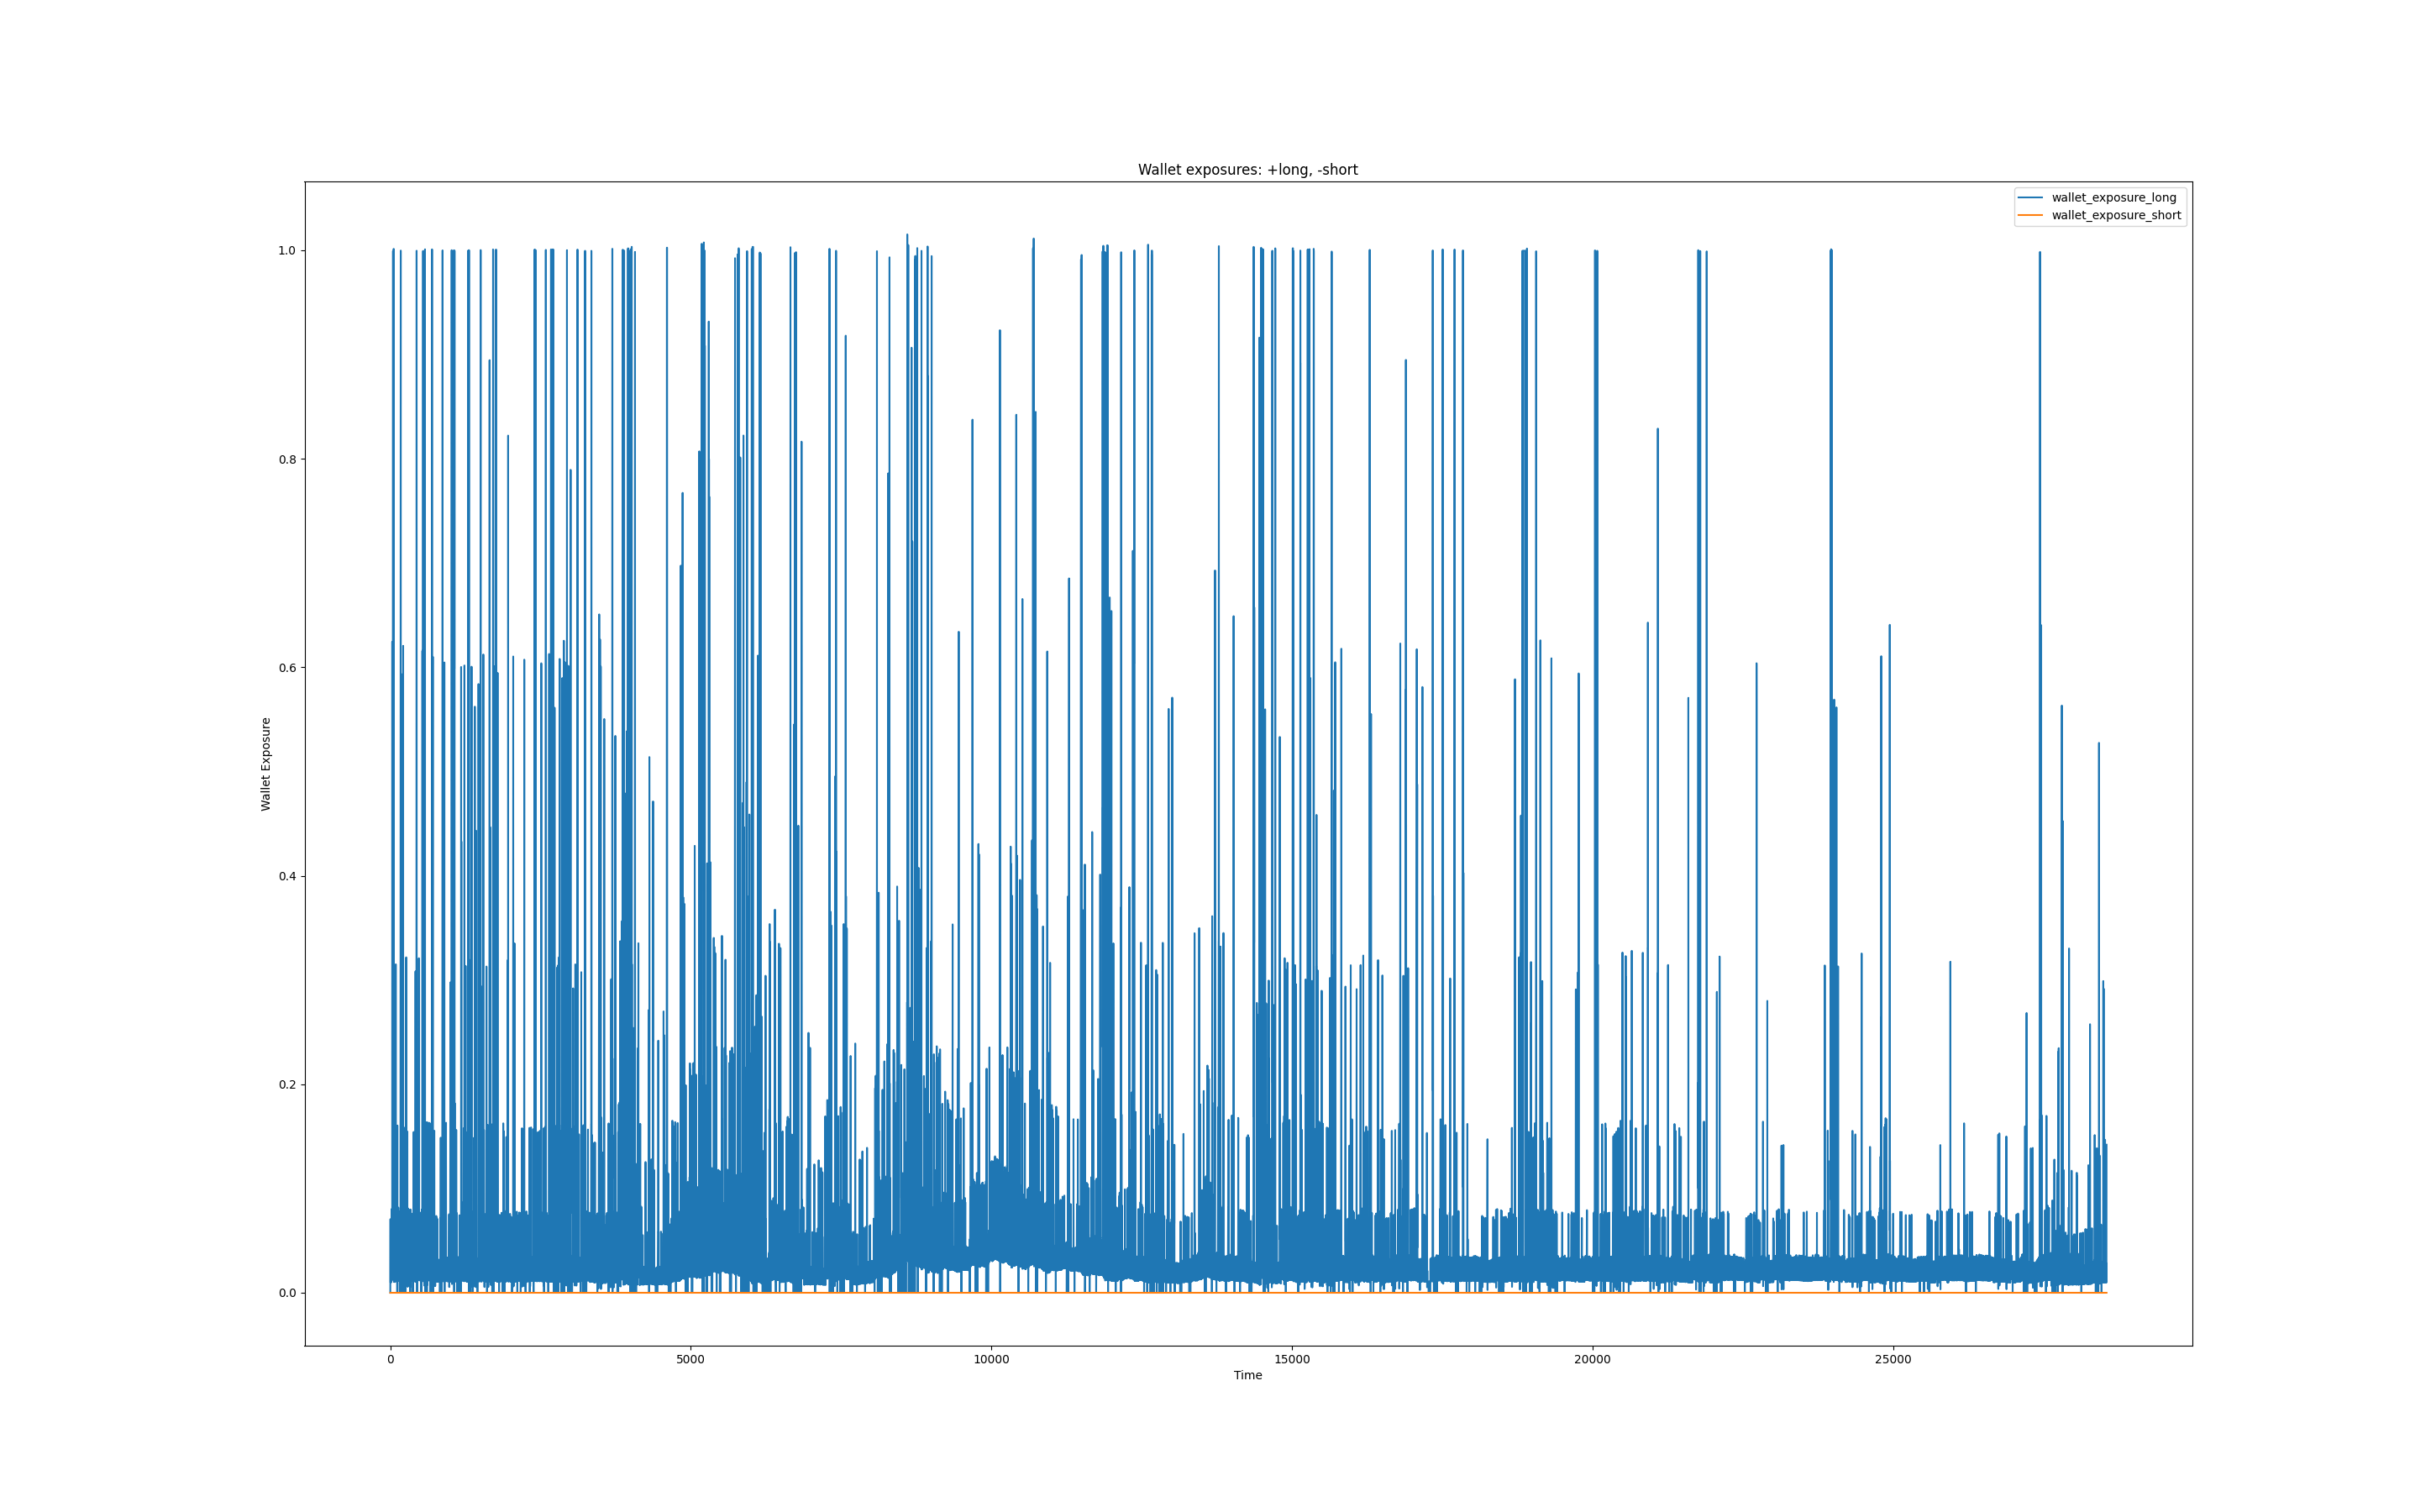 Wallet exposures: +long, -short
wallet_exposure_long
wallet_exposure_short
1.0
0.8
0.6
0.4
0.2
0.0
Wallet Exposure
0 5000 10000 15000 20000 25000
Time